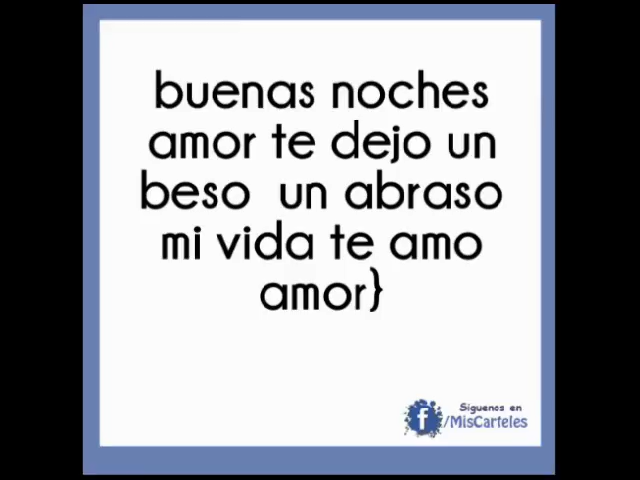 buenas noches
amor te dejo un
beso un abraso
mi vida te amo
amor}
Siguenos en
f/MisCarteles